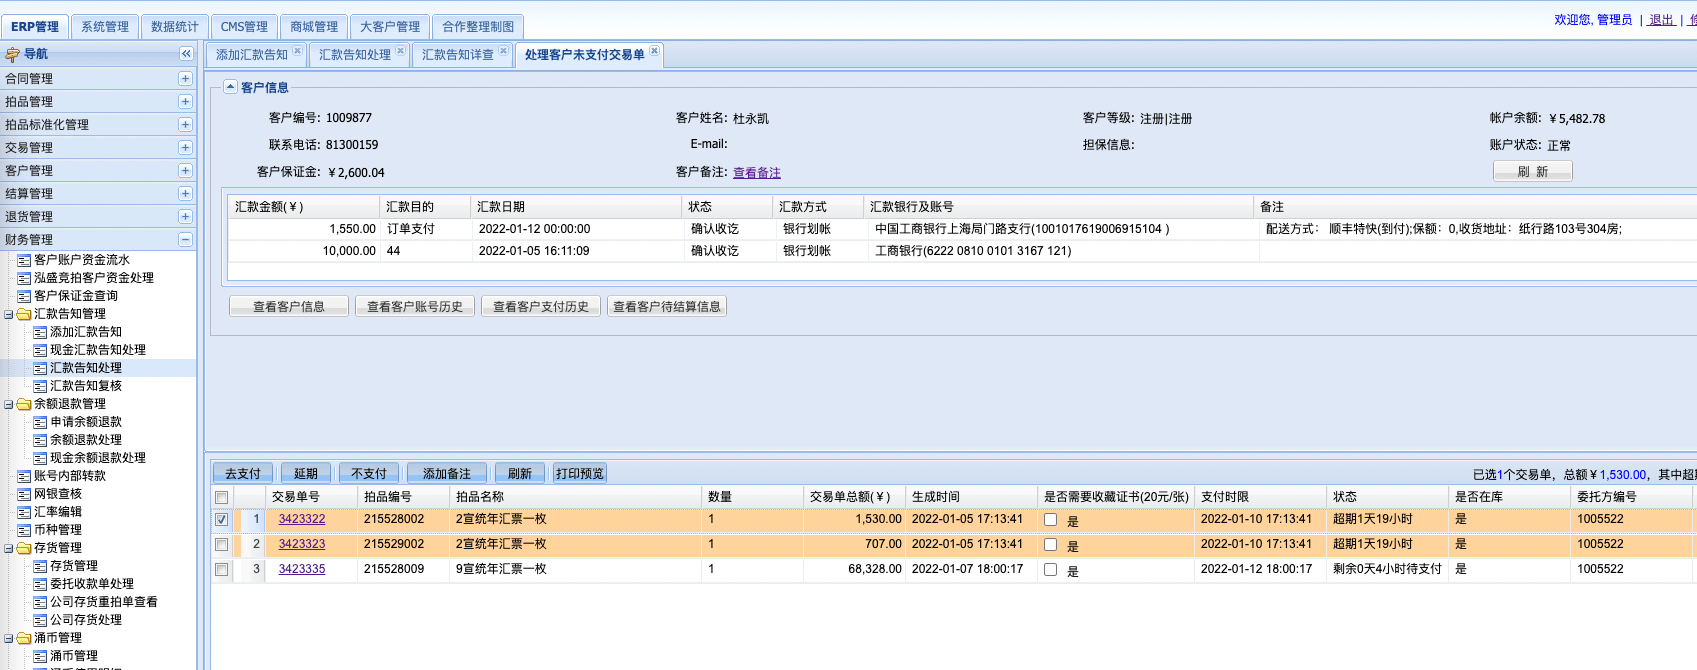 ERP管理 系统管理 数据统计 CMS管理 商城管理 大客户管理 合作整理制图
欢迎您, 管理员 | 退出 |
导航
合同管理
拍品管理
拍品标准化管理
交易管理
客户管理
结算管理
退货管理
财务管理
客户账户资金流水
泓盛竞拍客户资金处理
客户保证金查询
汇款告知管理
添加汇款告知
现金汇款告知处理
汇款告知处理
汇款告知复核
余额退款管理
申请余额退款
余额退款处理
现金余额退款处理
账号内部转款
网银查核
汇率编辑
币种管理
存货管理
存货管理
委托收款单处理
公司存货重拍单查看
公司存货处理
涌币管理
涌币管理
添加汇款告知 汇款告知处理 汇款告知详查 处理客户未支付交易单
客户信息
客户编号: 1009877 客户姓名: 杜永凯 客户等级: 注册|注册 帐户余额: ￥5,482.78
联系电话: 81300159 E-mail: 担保信息: 账户状态: 正常
客户保证金: ￥2,600.04 客户备注: 查看备注 刷 新
汇款金额(￥) 汇款目的 汇款日期 状态 汇款方式 汇款银行及账号 备注
1,550.00 订单支付 2022-01-12 00:00:00 确认收讫 银行划帐 中国工商银行上海局门路支行(1001017619006915104 ) 配送方式： 顺丰特快(到付);保额：0,收货地址：纸行路103号304房;
10,000.00 44 2022-01-05 16:11:09 确认收讫 银行划帐 工商银行(6222 0810 0101 3167 121)
查看客户信息 查看客户账号历史 查看客户支付历史 查看客户待结算信息
去支付 延期 不支付 添加备注 刷新 打印预览 已选1个交易单，总额￥1,530.00，其中超
交易单号 拍品编号 拍品名称 数量 交易单总额(￥) 生成时间 是否需要收藏证书(20元/张) 支付时限 状态 是否在库 委托方编号
1 3423322 215528002 2宣统年汇票一枚 1 1,530.00 2022-01-05 17:13:41 是 2022-01-10 17:13:41 超期1天19小时 是 1005522
2 3423323 215529002 2宣统年汇票一枚 1 707.00 2022-01-05 17:13:41 是 2022-01-10 17:13:41 超期1天19小时 是 1005522
3 3423335 215528009 9宣统年汇票一枚 1 68,328.00 2022-01-07 18:00:17 是 2022-01-12 18:00:17 剩余0天4小时待支付 是 1005522